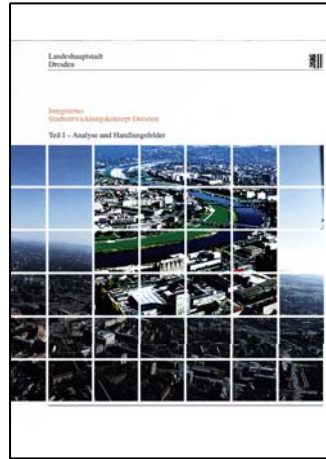 Landeshauptstadt
Dresden
Integriertes
Stadtentwicklungskonzept Dresden
Teil I – Analyse und Handlungsfelder